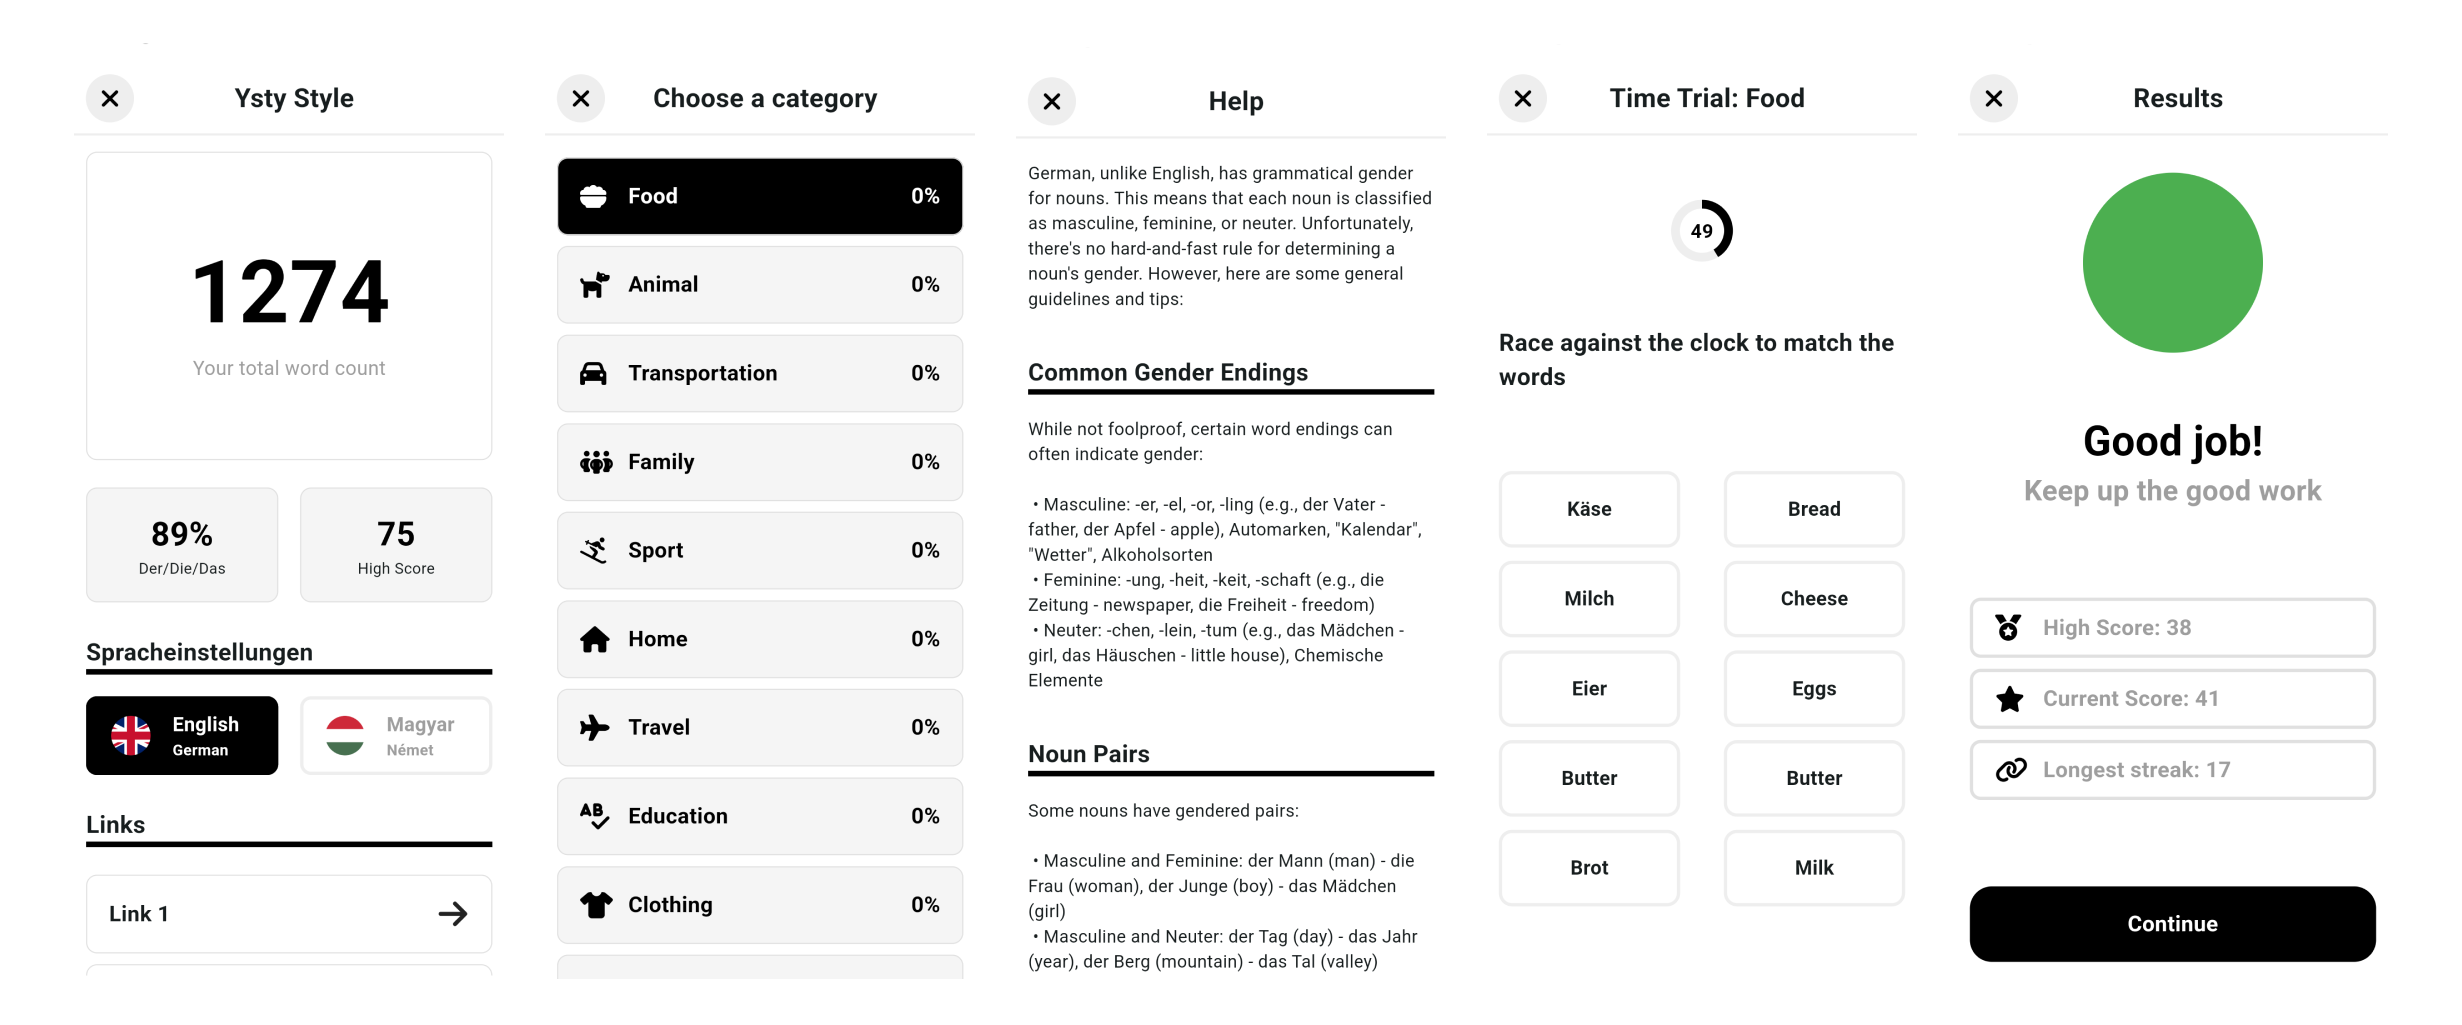 Ysty Style
1274
Your total word count
89%
Der/Die/Das
75
High Score
Spracheinstellungen
English
German
Magyar
Német
Links
Link 1
Choose a category
Food 0%
Animal 0%
Transportation 0%
Family 0%
Sport 0%
Home 0%
Travel 0%
AB
Education 0%
Clothing 0%
Help
German, unlike English, has grammatical gender
for nouns. This means that each noun is classified
as masculine, feminine, or neuter. Unfortunately,
there's no hard-and-fast rule for determining a
noun's gender. However, here are some general
guidelines and tips:
Common Gender Endings
While not foolproof, certain word endings can
often indicate gender:
• Masculine: -er, -el, -or, -ling (e.g., der Vater -
father, der Apfel - apple), Automarken, "Kalendar",
"Wetter", Alkoholsorten
• Feminine: -ung, -heit, -keit, -schaft (e.g., die
Zeitung - newspaper, die Freiheit - freedom)
• Neuter: -chen, -lein, -tum (e.g., das Mädchen -
girl, das Häuschen - little house), Chemische
Elemente
Noun Pairs
Some nouns have gendered pairs:
• Masculine and Feminine: der Mann (man) - die
Frau (woman), der Junge (boy) - das Mädchen
(girl)
• Masculine and Neuter: der Tag (day) - das Jahr
(year), der Berg (mountain) - das Tal (valley)
Time Trial: Food
49
Race against the clock to match the
words
Käse Bread
Milch Cheese
Eier Eggs
Butter Butter
Brot Milk
Results
Good job!
Keep up the good work
High Score: 38
Current Score: 41
Longest streak: 17
Continue